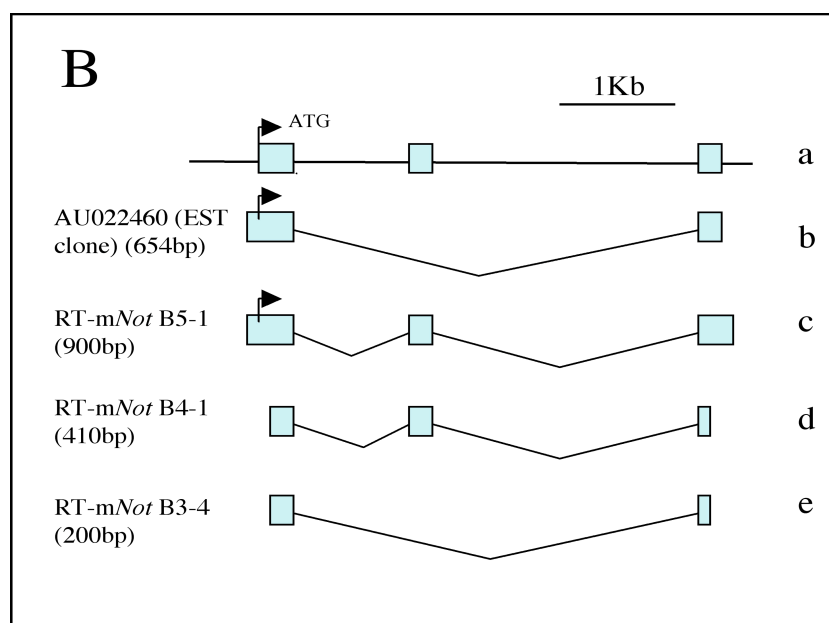 B
1Kb
ATG
a
AU022460 (EST
clone) (654bp)
b
RT-mNot B5-1
(900bp)
c
RT-mNot B4-1
(410bp)
d
RT-mNot B3-4
(200bp)
e